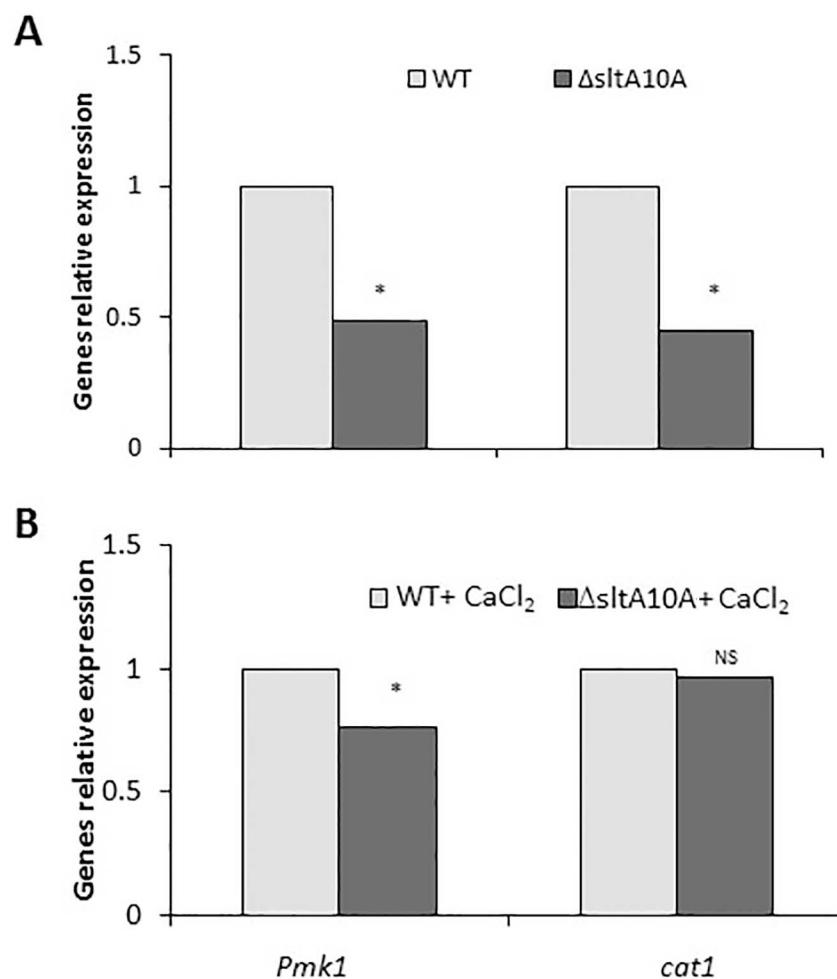 A
1.5
WT ΔsltA10A
Genes relative expression
1
*
*
0.5
0
B
1.5
WT+ CaCl₂ ΔsltA10A+ CaCl₂
Genes relative expression
NS
1
*
0.5
0
Pmk1 cat1